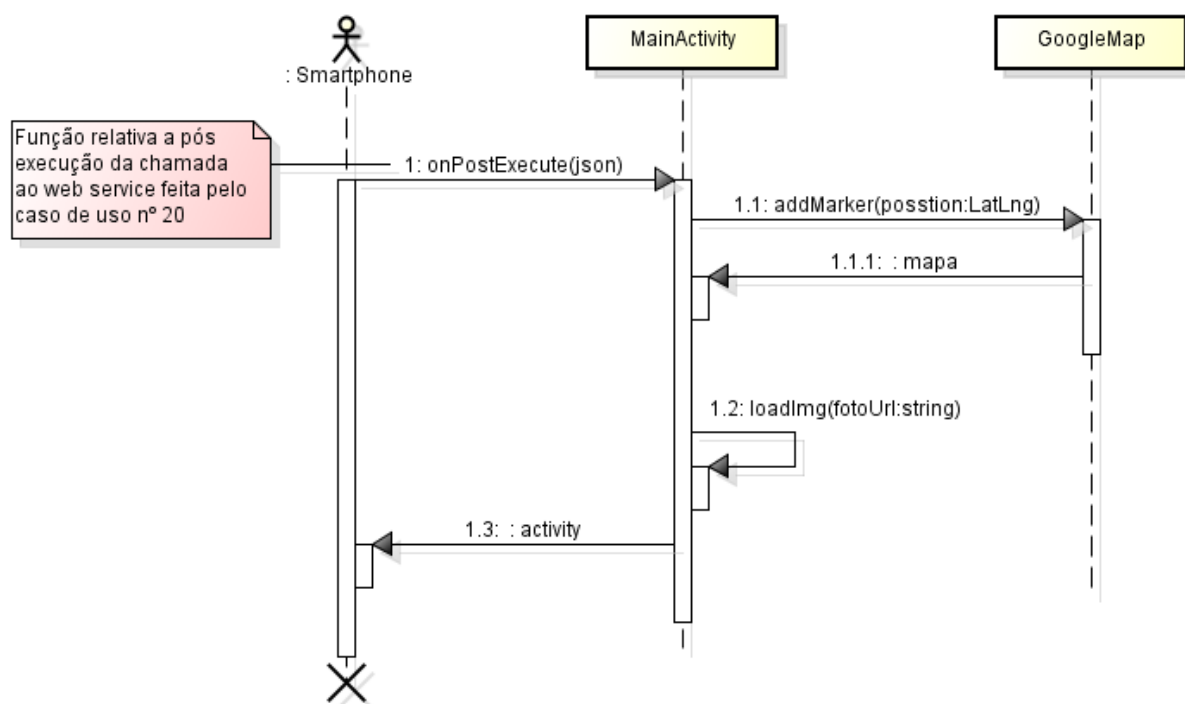 : Smartphone
MainActivity
GoogleMap
Função relativa a pós
execução da chamada
ao web service feita pelo
caso de uso nº 20
1: onPostExecute(json)
1.1: addMarker(posstion:LatLng)
1.1.1: : mapa
1.2: loadImg(fotoUrl:string)
1.3: : activity